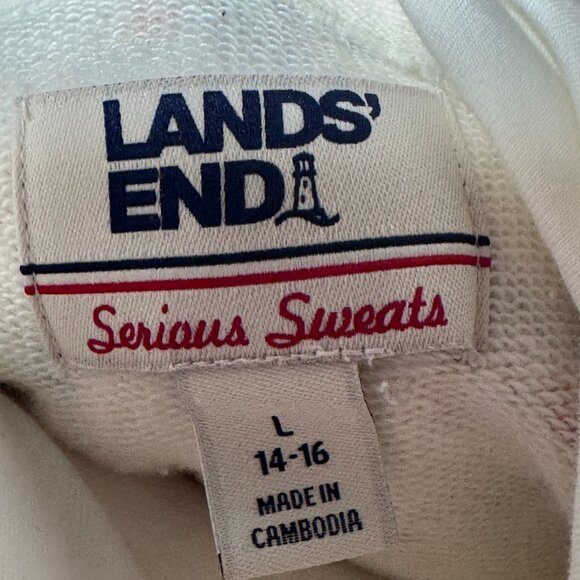 LANDS'
END
Serious Sweats
L
14-16
MADE IN
CAMBODIA